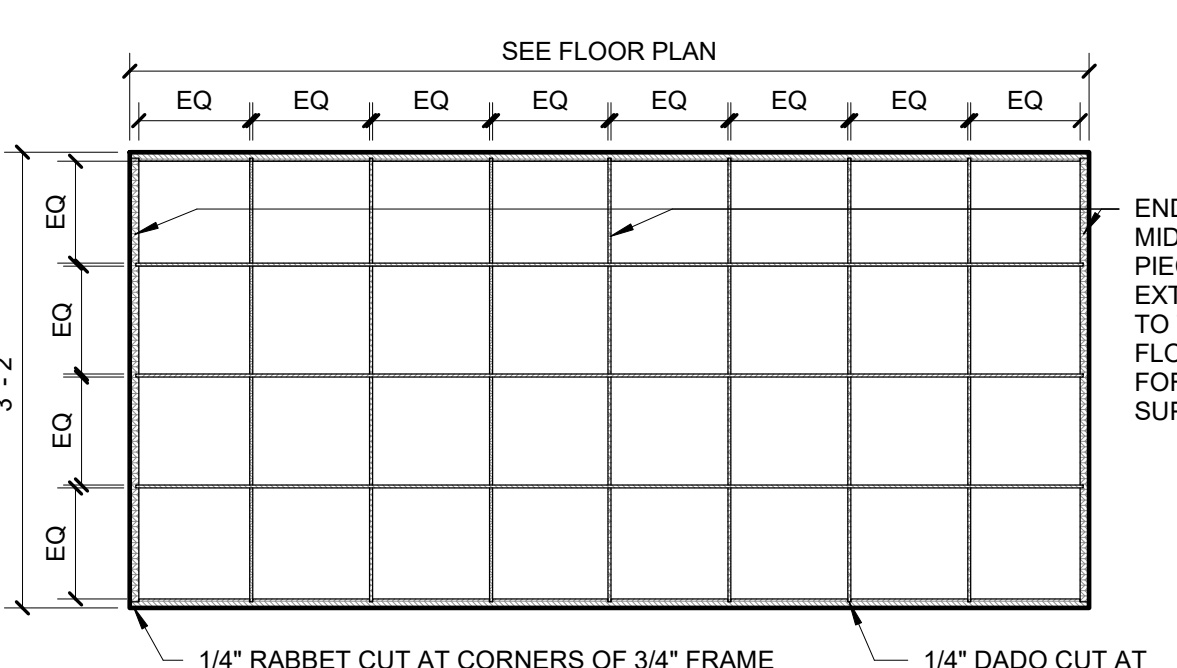 SEE FLOOR PLAN
EQ EQ EQ EQ EQ EQ EQ EQ
EQ
EQ
EQ
EQ
3' - 2"
1/4" RABBET CUT AT CORNERS OF 3/4" FRAME
1/4" DADO CUT AT